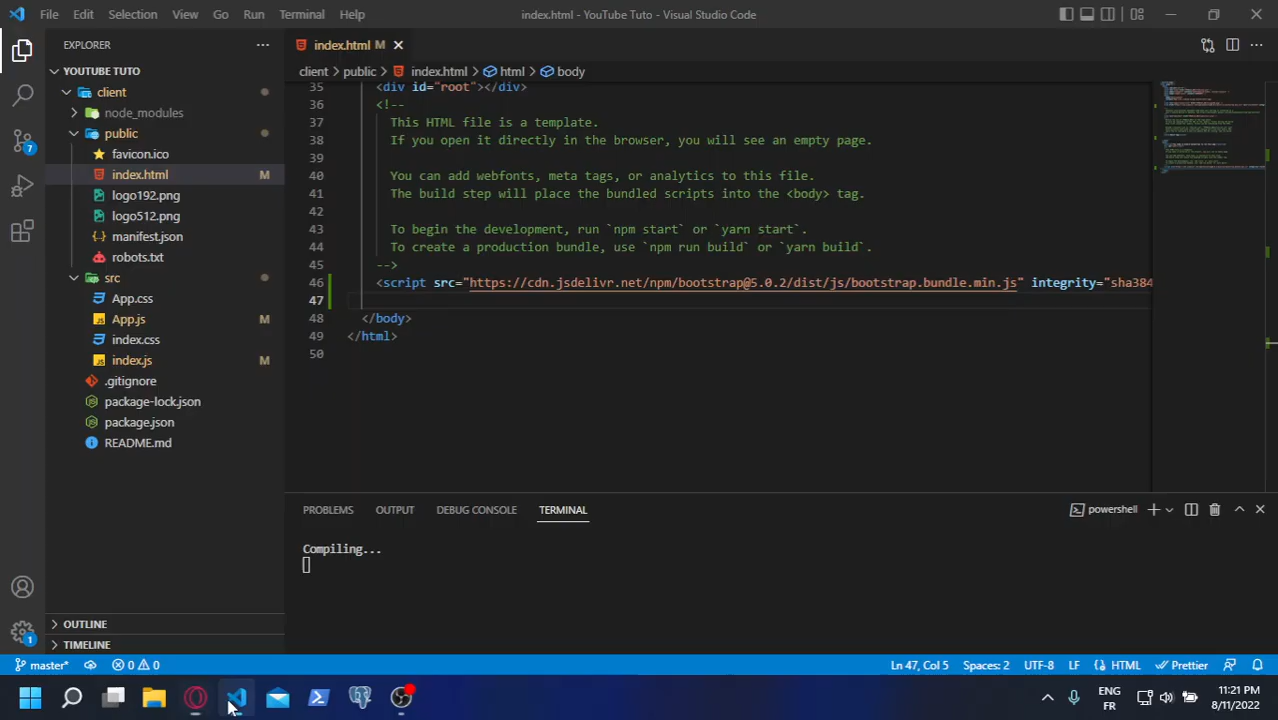 File Edit Selection View Go Run Terminal Help
index.html - YouTube Tuto - Visual Studio Code
EXPLORER
YOUTUBE TUTO
client
node_modules
public
favicon.ico
index.html M
logo192.png
logo512.png
manifest.json
robots.txt
src
App.css
App.js M
index.css
index.js M
.gitignore
package-lock.json
package.json
README.md
OUTLINE
TIMELINE
7
1
index.html M
client > public > index.html > html > body
35 <div id="root"></div>
36 <!--
37 This HTML file is a template.
38 If you open it directly in the browser, you will see an empty page.
39
40 You can add webfonts, meta tags, or analytics to this file.
41 The build step will place the bundled scripts into the <body> tag.
42
43 To begin the development, run `npm start` or `yarn start`.
44 To create a production bundle, use `npm run build` or `yarn build`.
45 -->
46 <script src="https://cdn.jsdelivr.net/npm/bootstrap@5.0.2/dist/js/bootstrap.bundle.min.js" integrity="sha384
47
48 </body>
49 </html>
50
PROBLEMS OUTPUT DEBUG CONSOLE TERMINAL
powershell
Compiling...
master* 0 0
Ln 47, Col 5 Spaces: 2 UTF-8 LF HTML Prettier
ENG
FR
11:21 PM
8/11/2022